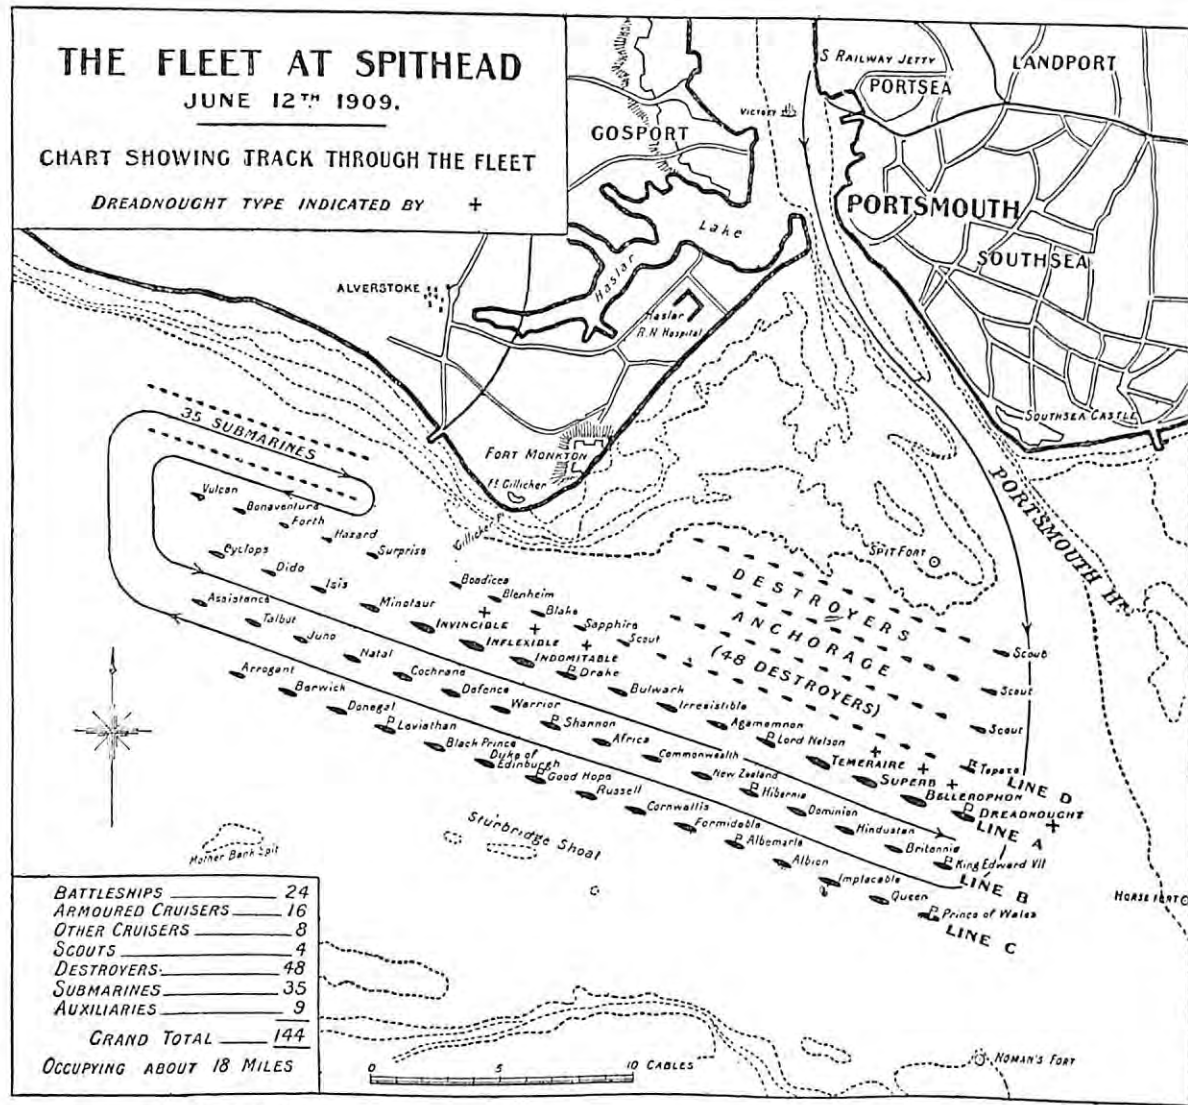 THE FLEET AT SPITHEAD
JUNE 12TH 1909.
CHART SHOWING TRACK THROUGH THE FLEET
DREADNOUGHT TYPE INDICATED BY +
S. RAILWAY JETTY
LANDPORT
PORTSEA
VICTORY
GOSPORT
PORTSMOUTH
Lake
SOUTHSEA
Haslar
ALVERSTOKE
Haslar
R.N. Hospital
SOUTHSEA CASTLE
35 SUBMARINES
FORT MONKTON
Ft. Gillicker
PORTSMOUTH HR.
Gillicker Pt.
SPIT FORT
Vulcan
Bonaventure
Forth
Hazard
Surprise
Cyclops
Dido
Isis
Minotaur
INVINCIBLE
INFLEXIBLE
INDOMITABLE
Drake
Bulwark
Irresistible
Agamemnon
Lord Nelson
TEMERAIRE
SUPERB
BELLEROPHON
DREADNOUGHT
Boadicea
Blenheim
Blake
Sapphire
Scout
DESTROYERS
ANCHORAGE
(48 DESTROYERS)
Scout
Scout
Scout
Topaze
LINE D
LINE A
Assistance
Talbut
Juno
Natal
Cochrane
Defence
Warrior
Shannon
Africa
Commonwealth
New Zealand
Hibernia
Dominion
Hindustan
Britannia
King Edward VII
LINE B
Arrogant
Berwick
Donegal
Leviathan
Black Prince
Duke of
Edinburgh
Good Hope
Russell
Cornwallis
Formidable
Albemarle
Albion
Implacable
Queen
Prince of Wales
LINE C
Sturbridge Shoal
Mother Bank Spit
HORSE FORT
BATTLESHIPS 24
ARMOURED CRUISERS 16
OTHER CRUISERS 8
SCOUTS 4
DESTROYERS 48
SUBMARINES 35
AUXILIARIES 9
GRAND TOTAL 144
OCCUPYING ABOUT 18 MILES
0 5 10 CABLES
NOMAN'S FORT